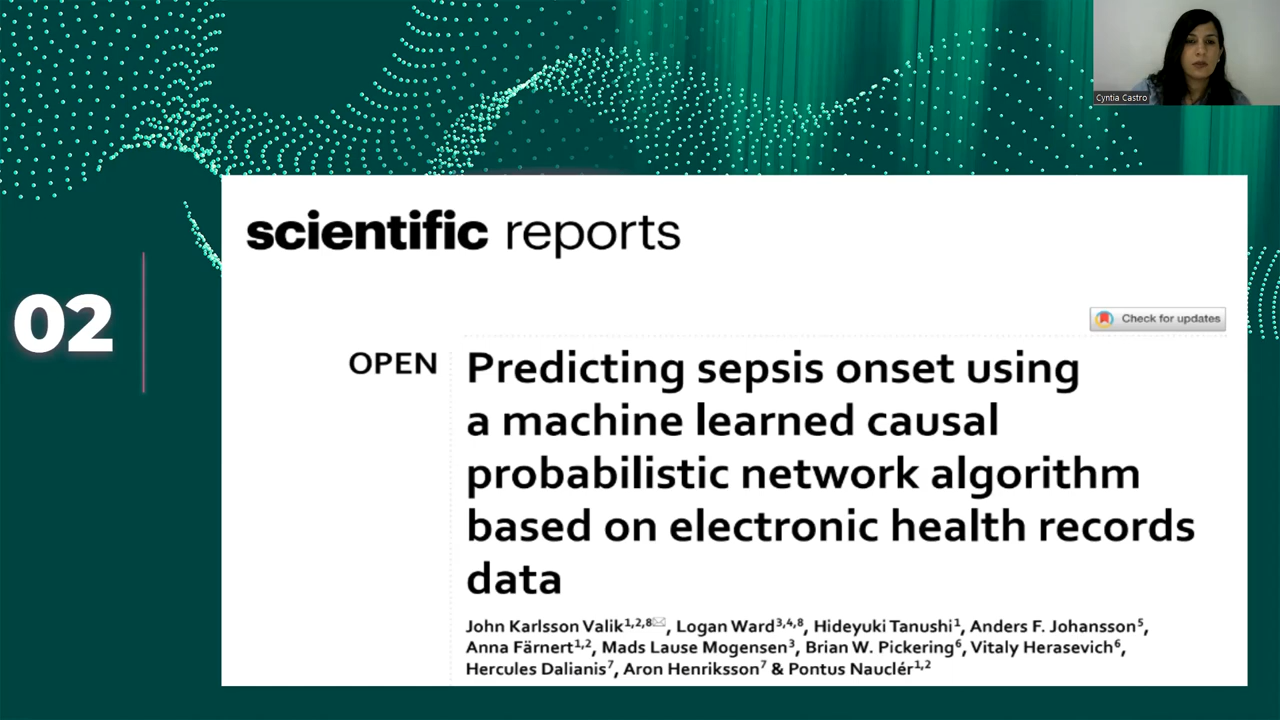 Cyntia Castro
scientific reports
02
Check for updates
OPEN
Predicting sepsis onset using
a machine learned causal
probabilistic network algorithm
based on electronic health records
data
John Karlsson Valik1,2,8✉, Logan Ward3,4,8, Hideyuki Tanushi1, Anders F. Johansson5,
Anna Färnert1,2, Mads Lause Mogensen3, Brian W. Pickering6, Vitaly Herasevich6,
Hercules Dalianis7, Aron Henriksson7 & Pontus Nauclér1,2